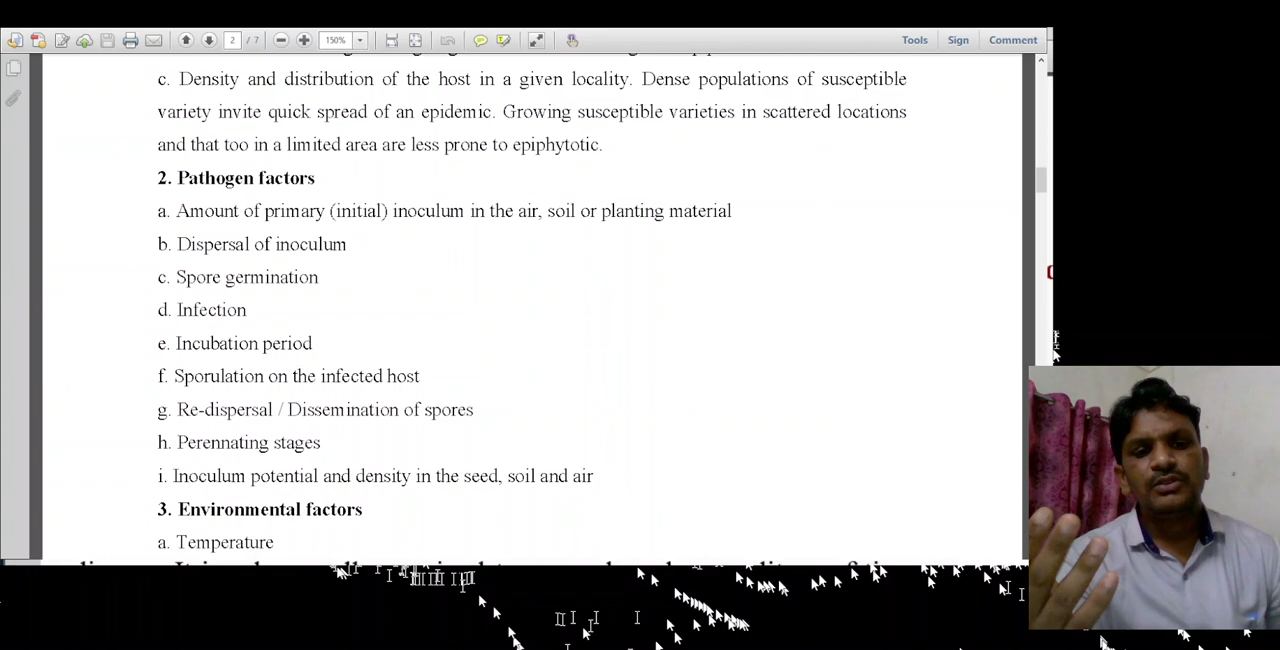 2 / 7
150%
Tools Sign Comment
c. Density and distribution of the host in a given locality. Dense populations of susceptible
variety invite quick spread of an epidemic. Growing susceptible varieties in scattered locations
and that too in a limited area are less prone to epiphytotic.
2. Pathogen factors
a. Amount of primary (initial) inoculum in the air, soil or planting material
b. Dispersal of inoculum
c. Spore germination
d. Infection
e. Incubation period
f. Sporulation on the infected host
g. Re-dispersal / Dissemination of spores
h. Perennating stages
i. Inoculum potential and density in the seed, soil and air
3. Environmental factors
a. Temperature